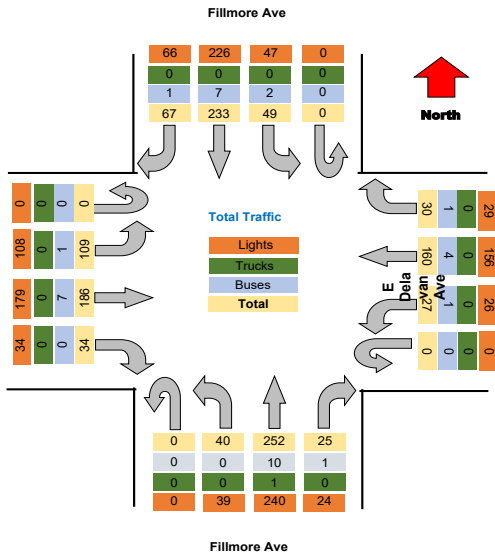 Fillmore Ave
66 226 47 0
0 0 0 0
1 7 2 0
67 233 49 0
North
0 0 0 0
108 0 1 109
179 0 7 186
34 0 0 34
Total Traffic
Lights
Trucks
Buses
Total
30 1 0 29
160 4 0 156
27 1 0 26
0 0 0 0
E
Dela
van
Ave
0 40 252 25
0 0 10 1
0 0 1 0
0 39 240 24
Fillmore Ave